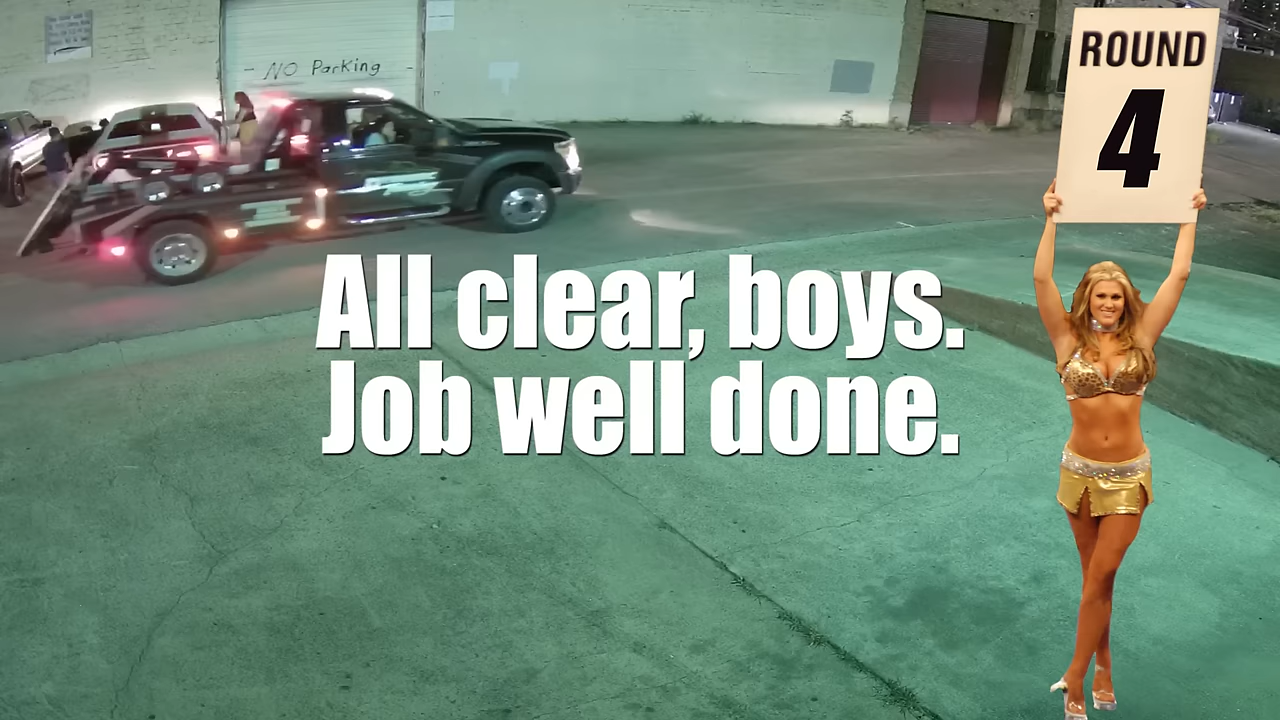 - NO Parking -
ROUND
4
All clear, boys.
Job well done.